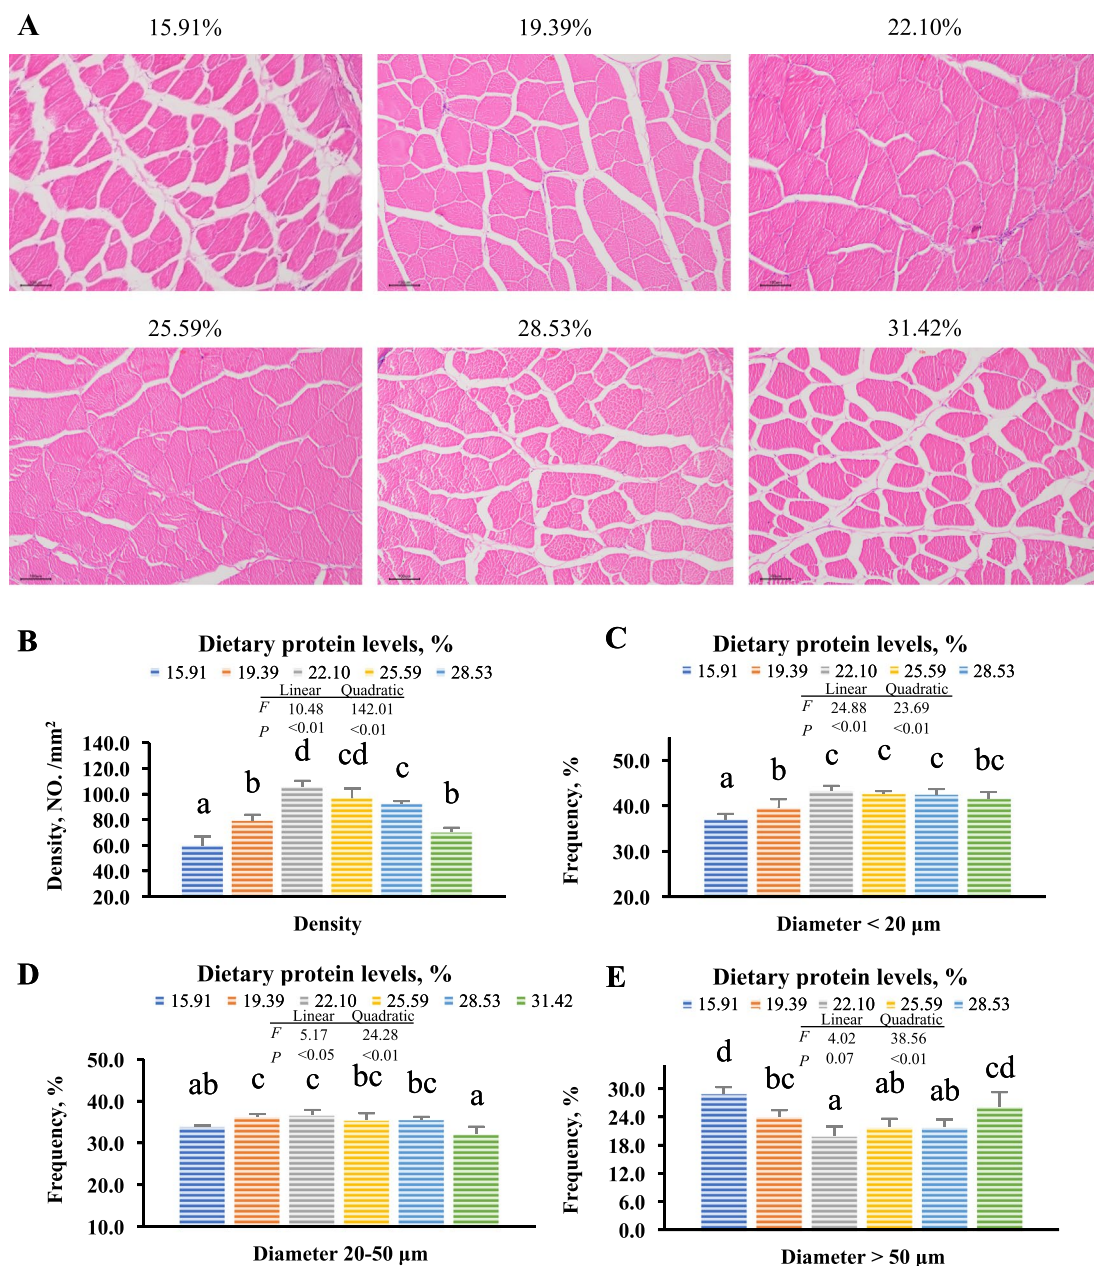 A
15.91% 19.39% 22.10%
25.59% 28.53% 31.42%
B
Dietary protein levels, %
15.91 19.39 22.10 25.59 28.53
Linear Quadratic
F 10.48 142.01
P <0.01 <0.01
Density, NO. /mm²
140.0
120.0
100.0
80.0
60.0
40.0
20.0
a b d cd c b
Density
C
Dietary protein levels, %
15.91 19.39 22.10 25.59 28.53
Linear Quadratic
F 24.88 23.69
P <0.01 <0.01
Frequency, %
50.0
40.0
30.0
20.0
a b c c c bc
Diameter < 20 µm
D
Dietary protein levels, %
15.91 19.39 22.10 25.59 28.53 31.42
Linear Quadratic
F 5.17 24.28
P <0.05 <0.01
Frequency, %
50.0
40.0
30.0
20.0
10.0
ab c c bc bc a
Diameter 20-50 µm
E
Dietary protein levels, %
15.91 19.39 22.10 25.59 28.53
Linear Quadratic
F 4.02 38.56
P 0.07 <0.01
Frequency, %
30.0
24.0
18.0
12.0
6.0
0.0
d bc a ab ab cd
Diameter > 50 µm